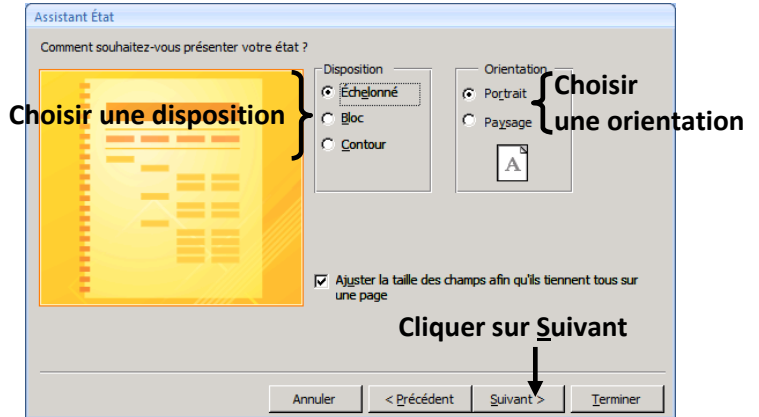 Assistant État
Comment souhaitez-vous présenter votre état ?
Disposition
Échelonné
Bloc
Contour
Orientation
Portrait
Paysage
A
Choisir une disposition
Choisir
une orientation
Ajuster la taille des champs afin qu'ils tiennent tous sur
une page
Cliquer sur Suivant
Annuler
< Précédent
Suivant >
Terminer